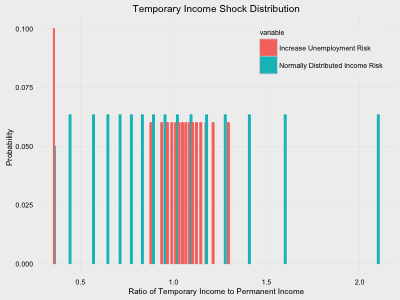 Temporary Income Shock Distribution
variable
Increase Unemployment Risk
Normally Distributed Income Risk
0.100
0.075
0.050
0.025
0.000
Probability
0.5
1.0
1.5
2.0
Ratio of Temporary Income to Permanent Income